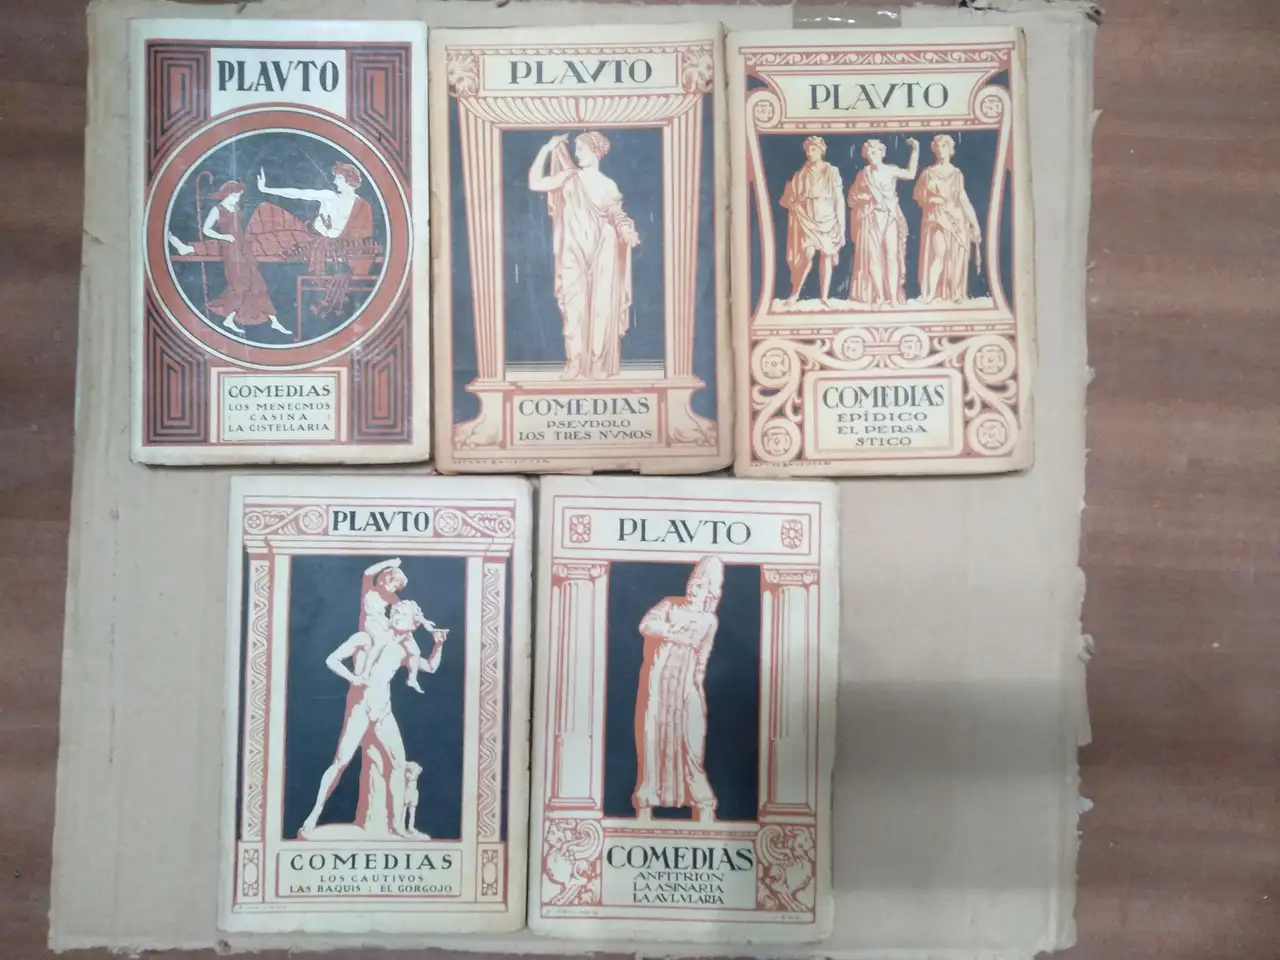 PLAVTO
COMEDIAS
LOS MENECMOS
: CASINA :
LA CISTELLARIA
PLAVTO
COMEDIAS
PSEVDOLO
LOS TRES NVMOS
PLAVTO
COMEDIAS
EPÍDICO
EL PERSA
STICO
PLAVTO
COMEDIAS
LOS CAUTIVOS
LAS BAQUIS : EL GORGOJO
PLAVTO
COMEDIAS
ANFITRION
LA ASINARIA
LA AVLVLARIA